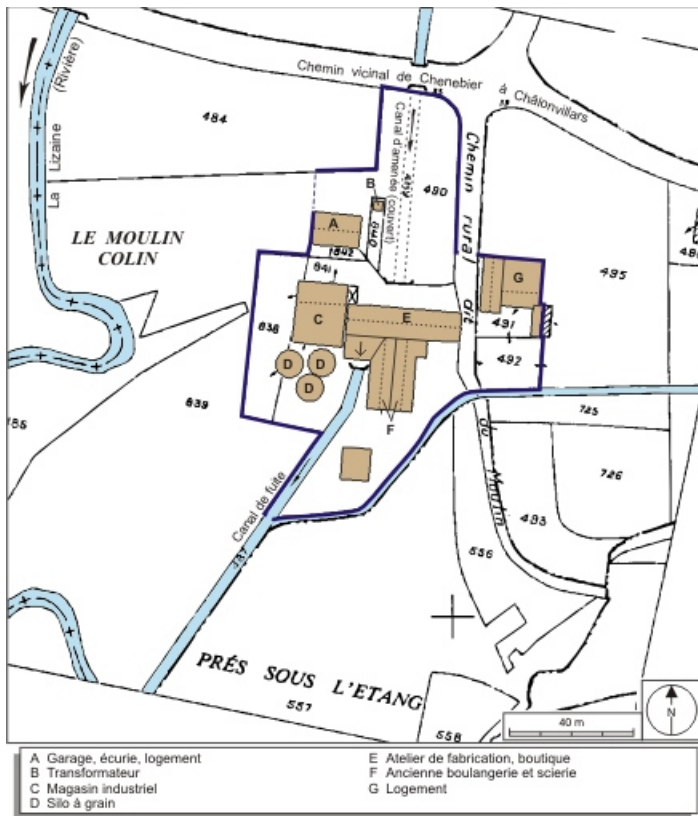 Chemin vicinal de Chenebier
à Châlonvillars
La Lizaine (Rivière)
484
Canal d'amenée (couvert)
490
Chemin rural dit
B
A
840
842
841
LE MOULIN
COLIN
G
495
C
E
491
838
492
D
D
D
839
F
725
du
Moulin
726
Canal de fuite
493
556
PRÉS SOUS L'ETANG
557
558
40 m
N
A Garage, écurie, logement
B Transformateur
C Magasin industriel
D Silo à grain
E Atelier de fabrication, boutique
F Ancienne boulangerie et scierie
G Logement